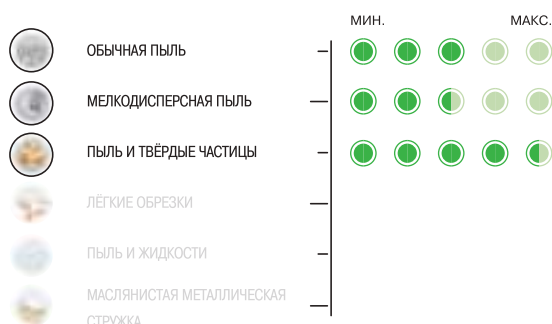 МИН. МАКС.
ОБЫЧНАЯ ПЫЛЬ
МЕЛКОДИСПЕРСНАЯ ПЫЛЬ
ПЫЛЬ И ТВЁРДЫЕ ЧАСТИЦЫ
ЛЁГКИЕ ОБРЕЗКИ
ПЫЛЬ И ЖИДКОСТИ
МАСЛЯНИСТАЯ МЕТАЛЛИЧЕСКАЯ
СТРУЖКА